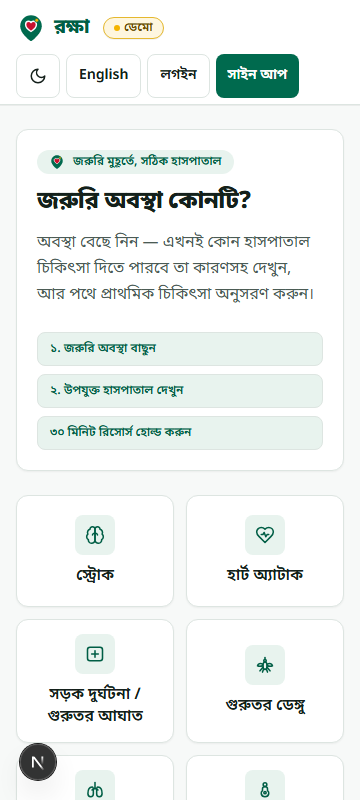 রক্ষা
ডেমো
English
লগইন
সাইন আপ
জরুরি মুহূর্তে, সঠিক হাসপাতাল
জরুরি অবস্থা কোনটি?
অবস্থা বেছে নিন — এখনই কোন হাসপাতাল
চিকিৎসা দিতে পারবে তা কারণসহ দেখুন,
আর পথে প্রাথমিক চিকিৎসা অনুসরণ করুন।
১. জরুরি অবস্থা বাছুন
২. উপযুক্ত হাসপাতাল দেখুন
৩০ মিনিট রিসোর্স হোল্ড করুন
স্ট্রোক
হার্ট অ্যাটাক
সড়ক দুর্ঘটনা /
গুরুতর আঘাত
গুরুতর ডেঙ্গু
N